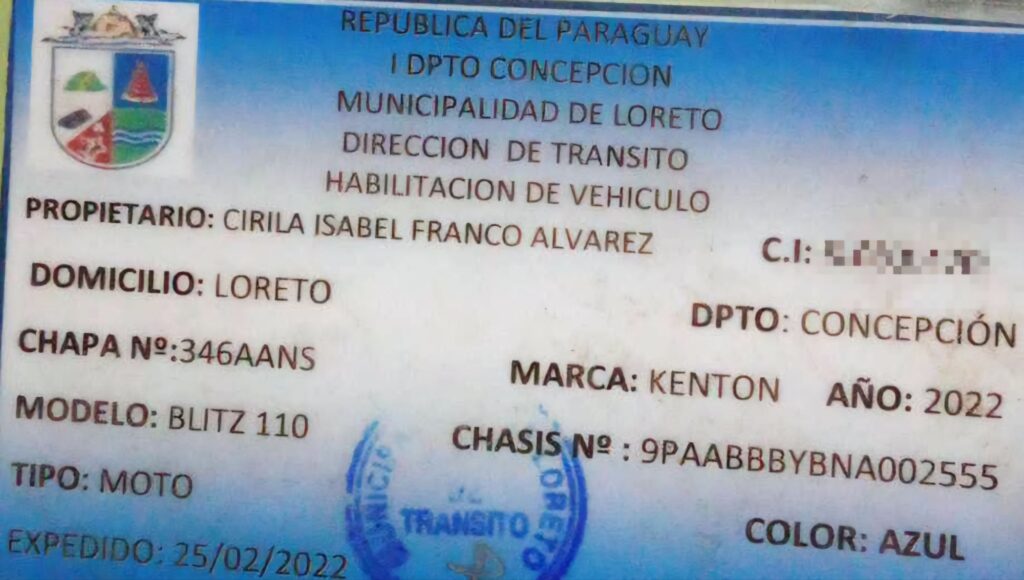 REPUBLICA DEL PARAGUAY
I DPTO CONCEPCION
MUNICIPALIDAD DE LORETO
DIRECCION DE TRANSITO
HABILITACION DE VEHICULO
PROPIETARIO: CIRILA ISABEL FRANCO ALVAREZ C.I:
DOMICILIO: LORETO DPTO: CONCEPCIÓN
CHAPA Nº:346AANS MARCA: KENTON AÑO: 2022
MODELO: BLITZ 110 CHASIS Nº : 9PAABBBYBNA002555
TIPO: MOTO COLOR: AZUL
EXPEDIDO: 25/02/2022
de
TRANSITO
LORETO